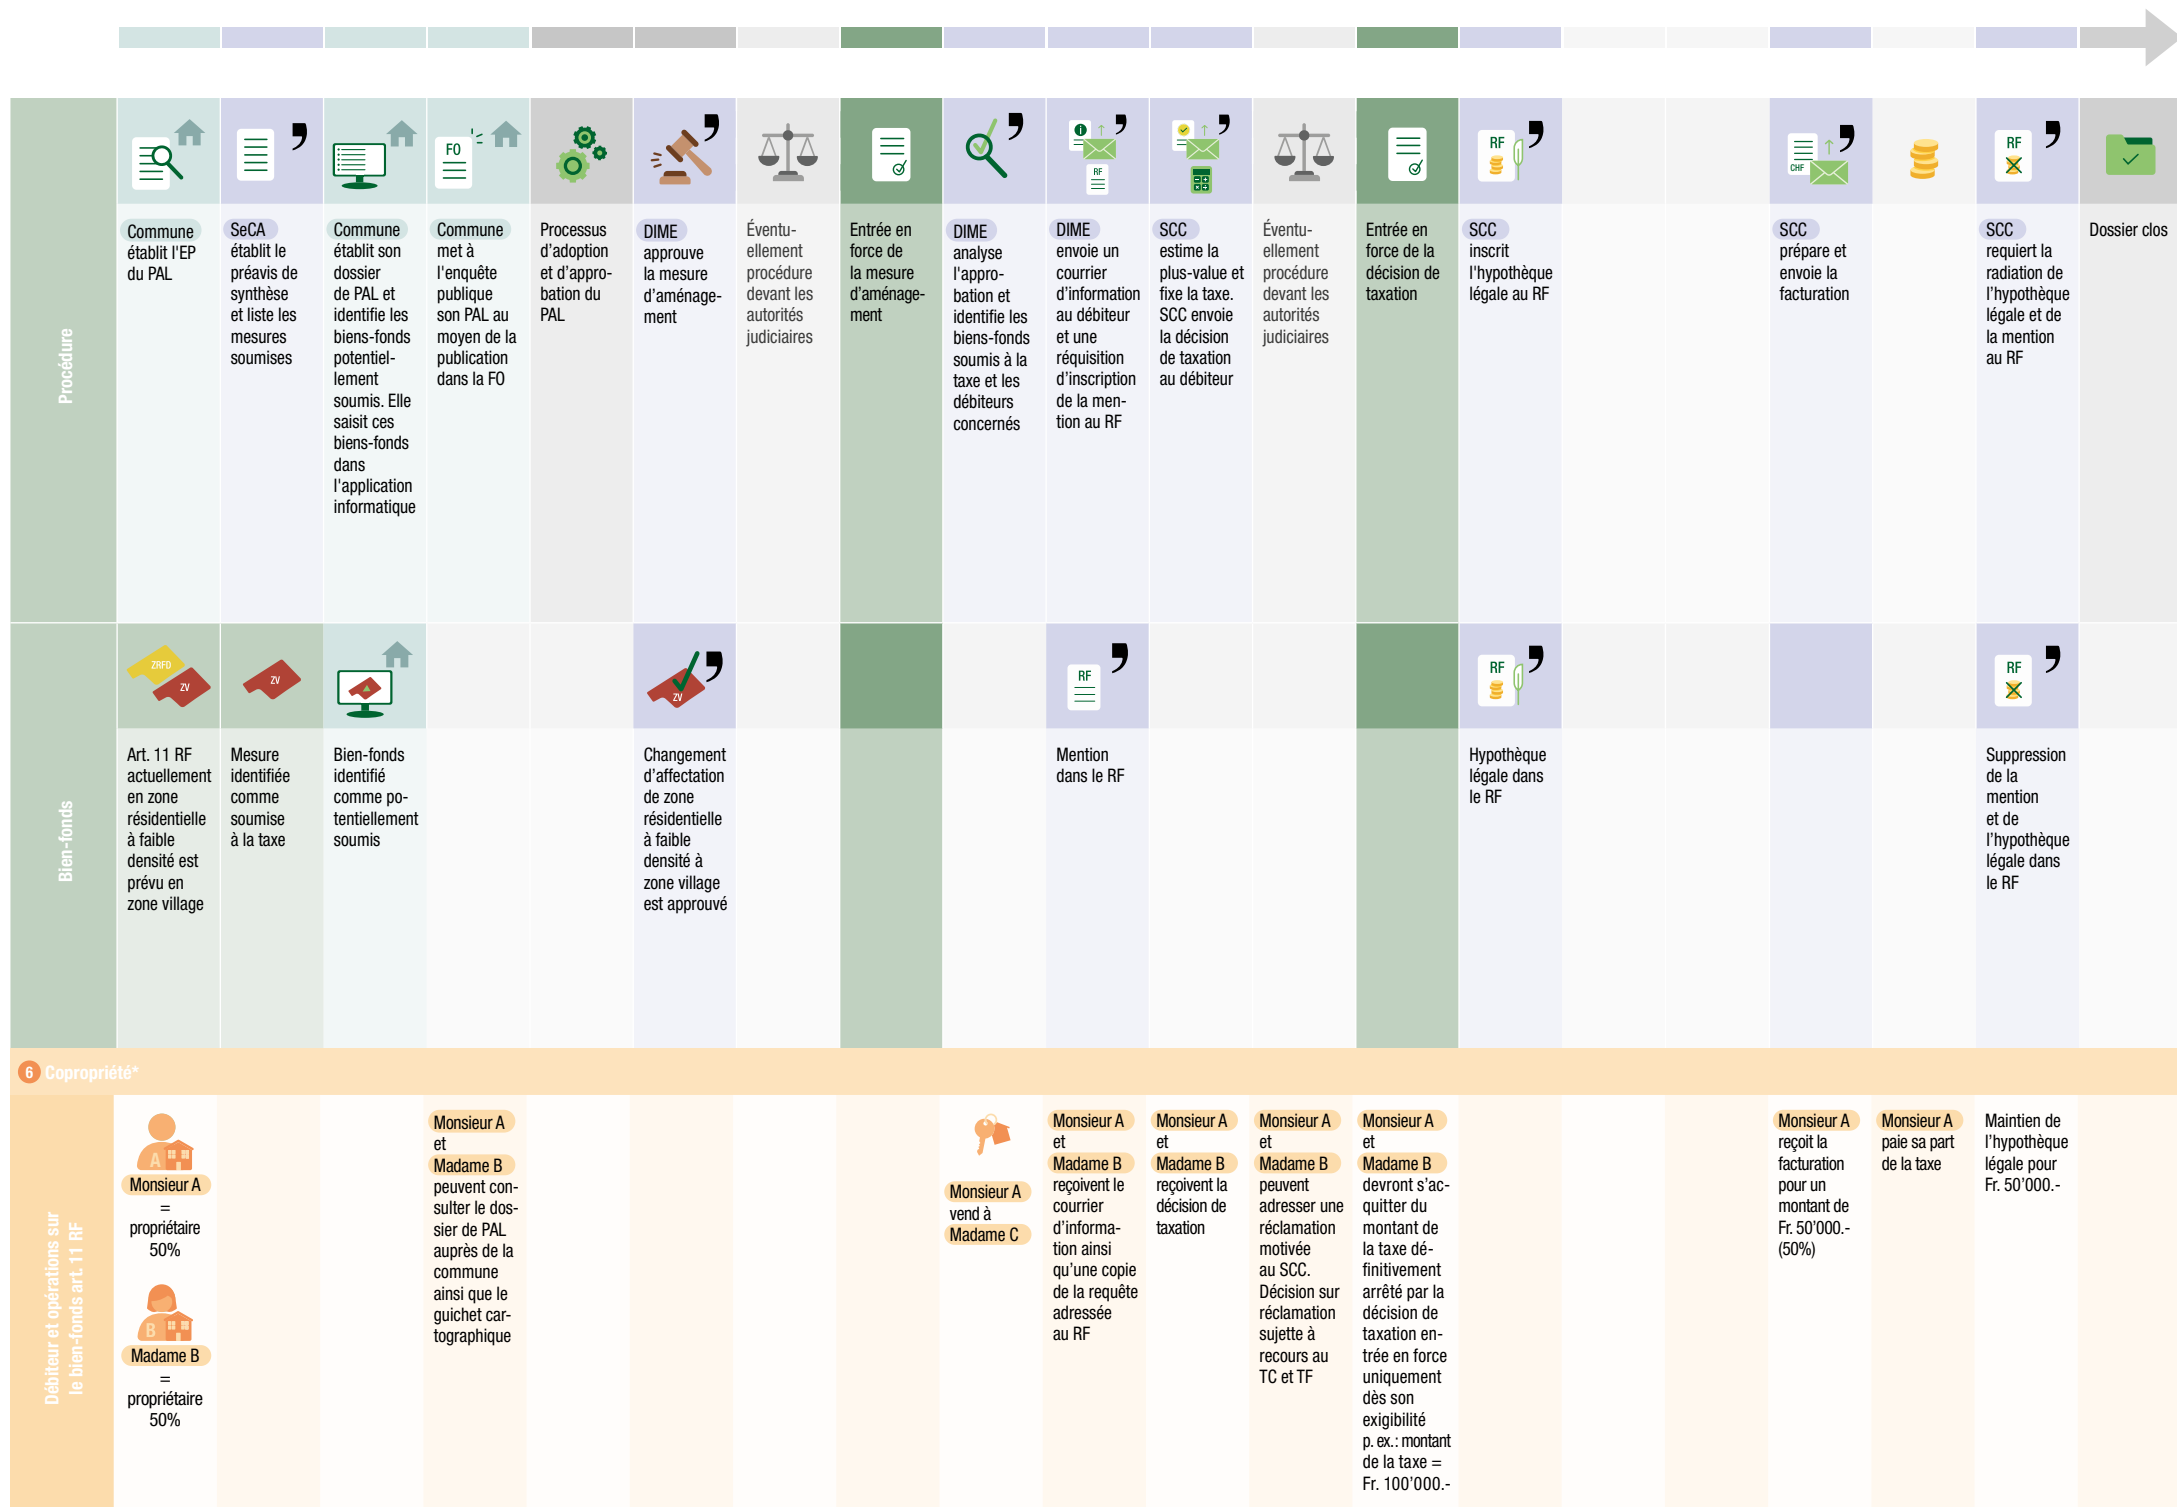 FO
RF
RF
CHF
RF
Procédure
Commune
établit l'EP
du PAL
SeCA
établit le
préavis de
synthèse
et liste les
mesures
soumises
Commune
établit son
dossier
de PAL et
identifie les
biens-fonds
potentiel-
lement
soumis. Elle
saisit ces
biens-fonds
dans
l'application
informatique
Commune
met à
l'enquête
publique
son PAL au
moyen de la
publication
dans la FO
Processus
d'adoption
et d'appro-
bation du
PAL
DIME
approuve
la mesure
d'aménage-
ment
Éventu-
ellement
procédure
devant les
autorités
judiciaires
Entrée en
force de
la mesure
d'aménage-
ment
DIME
analyse
l'appro-
bation et
identifie les
biens-fonds
soumis à la
taxe et les
débiteurs
concernés
DIME
envoie un
courrier
d'information
au débiteur
et une
réquisition
d'inscription
de la men-
tion au RF
SCC
estime la
plus-value et
fixe la taxe.
SCC envoie
la décision
de taxation
au débiteur
Éventu-
ellement
procédure
devant les
autorités
judiciaires
Entrée en
force de la
décision de
taxation
SCC
inscrit
l'hypothèque
légale au RF
SCC
prépare et
envoie la
facturation
SCC
requiert la
radiation de
l'hypothèque
légale et de
la mention
au RF
Dossier clos
Bien-fonds
ZRFD
ZV
ZV
ZV
RF
RF
RF
Art. 11 RF
actuellement
en zone
résidentielle
à faible
densité est
prévu en
zone village
Mesure
identifiée
comme
soumise
à la taxe
Bien-fonds
identifié
comme po-
tentiellement
soumis
Changement
d'affectation
de zone
résidentielle
à faible
densité à
zone village
est approuvé
Mention
dans le RF
Hypothèque
légale dans
le RF
Suppression
de la
mention
et de
l'hypothèque
légale dans
le RF
6 Copropriété*
Débiteur et opérations sur
le bien-fonds art. 11 RF
A
Monsieur A
=
propriétaire
50%
B
Madame B
=
propriétaire
50%
Monsieur A
et
Madame B
peuvent con-
sulter le dos-
sier de PAL
auprès de la
commune
ainsi que le
guichet car-
tographique
Monsieur A
vend à
Madame C
Monsieur A
et
Madame B
reçoivent le
courrier
d'informa-
tion ainsi
qu'une copie
de la requête
adressée
au RF
Monsieur A
et
Madame B
reçoivent la
décision de
taxation
Monsieur A
et
Madame B
peuvent
adresser une
réclamation
motivée
au SCC.
Décision sur
réclamation
sujette à
recours au
TC et TF
Monsieur A
et
Madame B
devront s'ac-
quitter du
montant de
la taxe dé-
finitivement
arrêté par la
décision de
taxation en-
trée en force
uniquement
dès son
exigibilité
p. ex.: montant
de la taxe =
Fr. 100'000.-
Monsieur A
reçoit la
facturation
pour un
montant de
Fr. 50'000.-
(50%)
Monsieur A
paie sa part
de la taxe
Maintien de
l'hypothèque
légale pour
Fr. 50'000.-